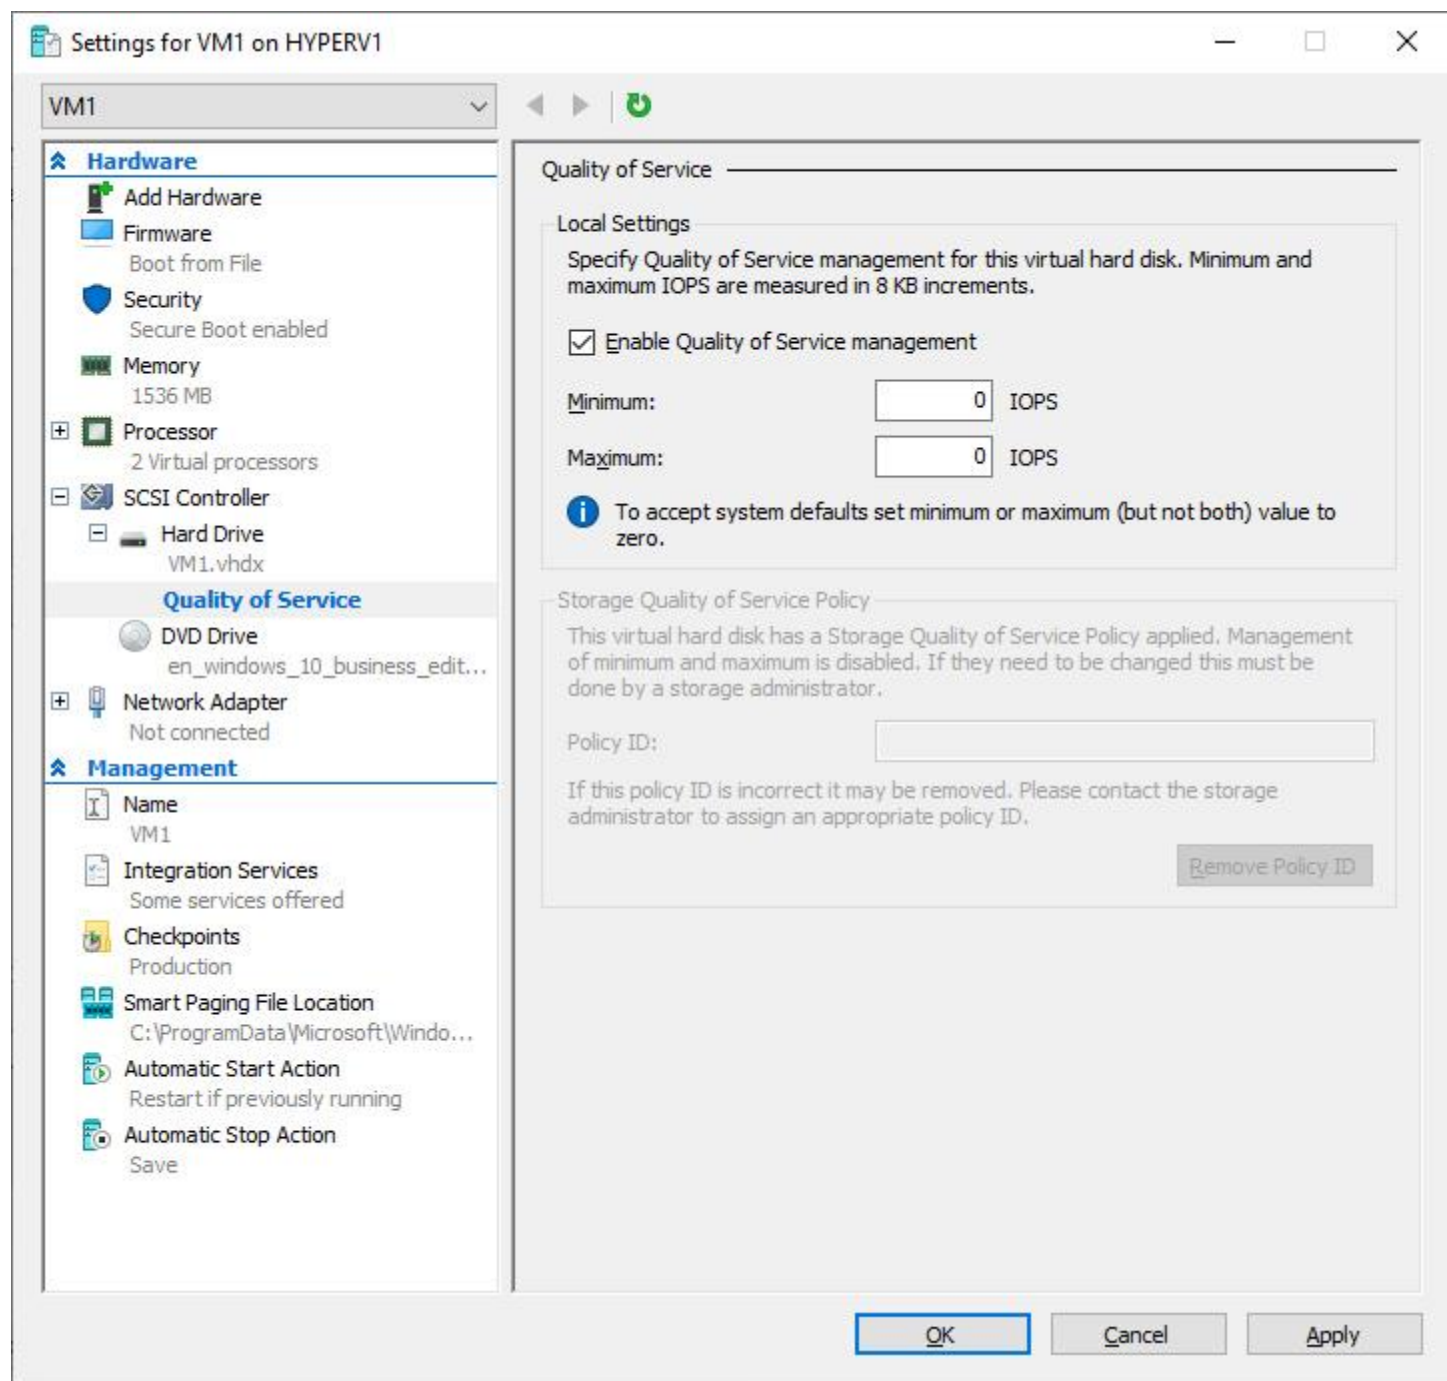 Settings for VM1 on HYPERV1
VM1
Hardware
Add Hardware
Firmware
Boot from File
Security
Secure Boot enabled
Memory
1536 MB
Processor
2 Virtual processors
SCSI Controller
Hard Drive
VM1.vhdx
Quality of Service
DVD Drive
en_windows_10_business_edit...
Network Adapter
Not connected
Management
Name
VM1
Integration Services
Some services offered
Checkpoints
Production
Smart Paging File Location
C:\ProgramData\Microsoft\Windo...
Automatic Start Action
Restart if previously running
Automatic Stop Action
Save
Quality of Service
Local Settings
Specify Quality of Service management for this virtual hard disk. Minimum and
maximum IOPS are measured in 8 KB increments.
Enable Quality of Service management
Minimum: 0 IOPS
Maximum: 0 IOPS
To accept system defaults set minimum or maximum (but not both) value to
zero.
Storage Quality of Service Policy
This virtual hard disk has a Storage Quality of Service Policy applied. Management
of minimum and maximum is disabled. If they need to be changed this must be
done by a storage administrator.
Policy ID:
If this policy ID is incorrect it may be removed. Please contact the storage
administrator to assign an appropriate policy ID.
Remove Policy ID
OK Cancel Apply